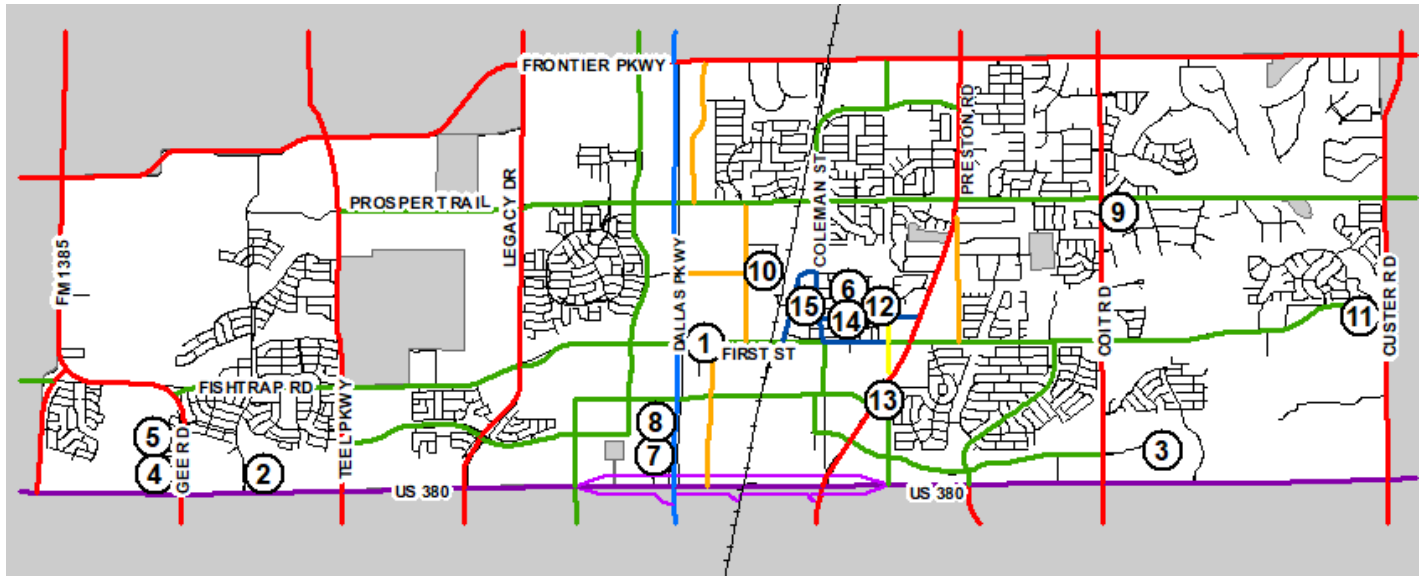 FRONTIER PKWY
PRESTON RD
COLEMAN ST
PROSPER TRAIL
LEGACY DR
9
FM 1385
10
6
DALLAS PKWY
15
12
14
11
CUSTER RD
COIT RD
1
FIRST ST
FISHTRAP RD
13
TEEL PKWY
8
5
GEE RD
3
7
4
2
US 380
US 380